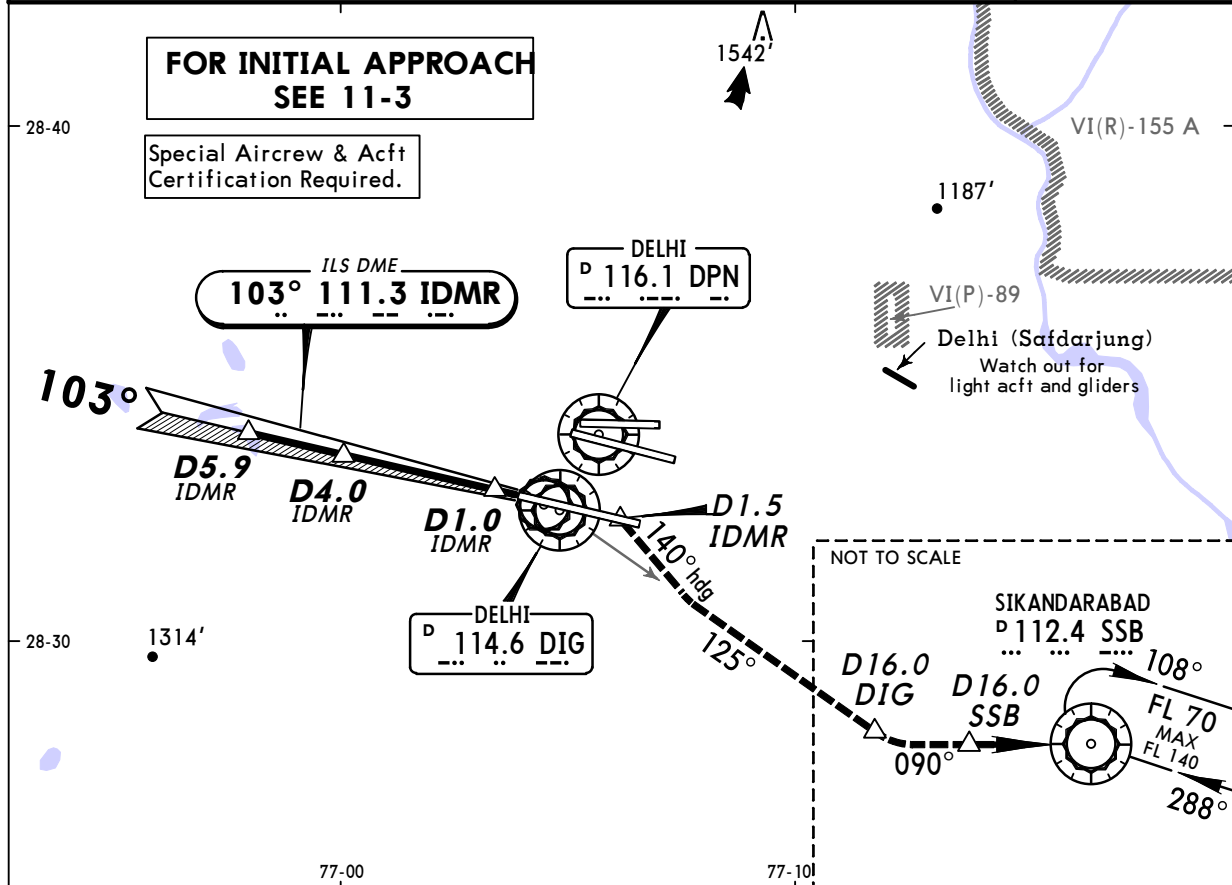 FOR INITIAL APPROACH
SEE 11-3
1542'
28-40
VI(R)-155 A
Special Aircrew & Acft
Certification Required.
1187'
ILS DME
103° 111.3 IDMR
DELHI
D 116.1 DPN
VI(P)-89
Delhi (Safdarjung)
Watch out for
light acft and gliders
103°
D5.9
IDMR
D4.0
IDMR
D1.0
IDMR
D1.5
IDMR
140° hdg
NOT TO SCALE
DELHI
D 114.6 DIG
28-30
1314'
125°
SIKANDARABAD
D 112.4 SSB
D16.0
DIG
D16.0
SSB
108°
FL 70
MAX
FL 140
090°
288°
77-00
77-10